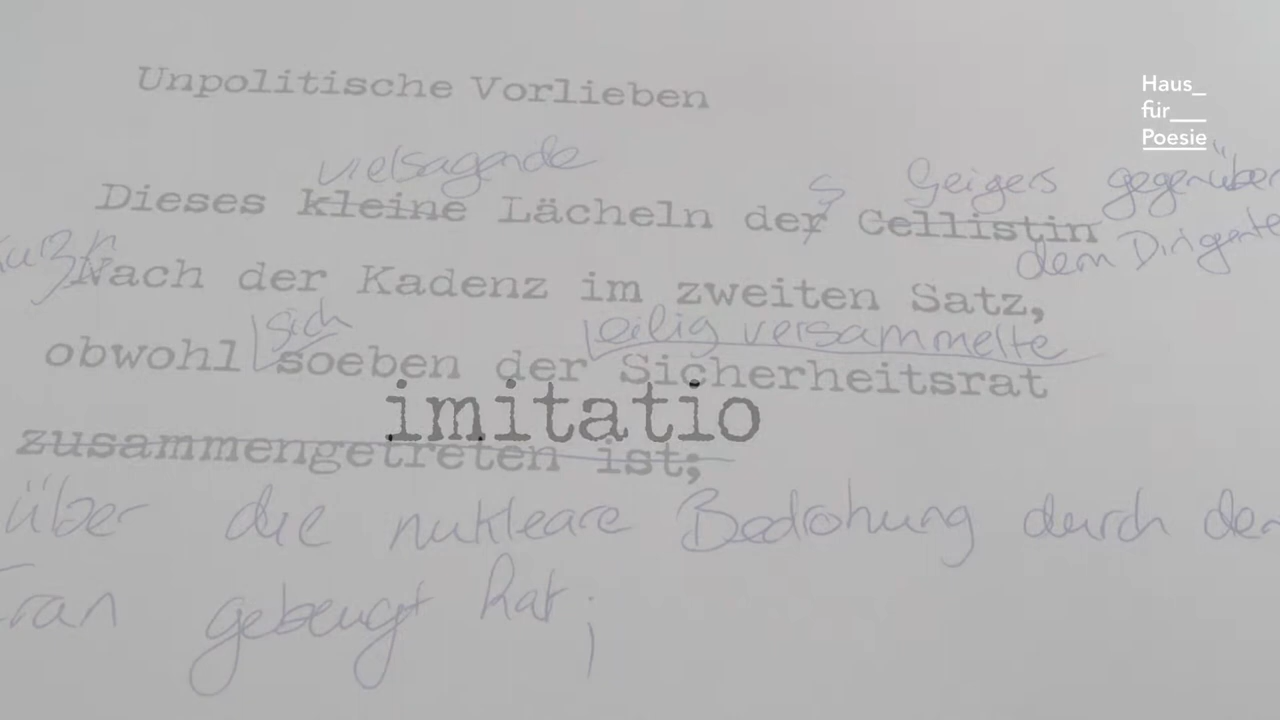 Unpolitische Vorlieben
Haus_
für___
Poesie
vielsagende
s Geigers gegenüber
Dieses kleine Lächeln der Cellistin
dem Dirigente
Nach der Kadenz im zweiten Satz,
sich eilig versammelte
obwohl soeben der Sicherheitsrat
imitatio
zusammengetreten ist;
über die nukleare Bedrohung durch den
Iran gebeugt hat;